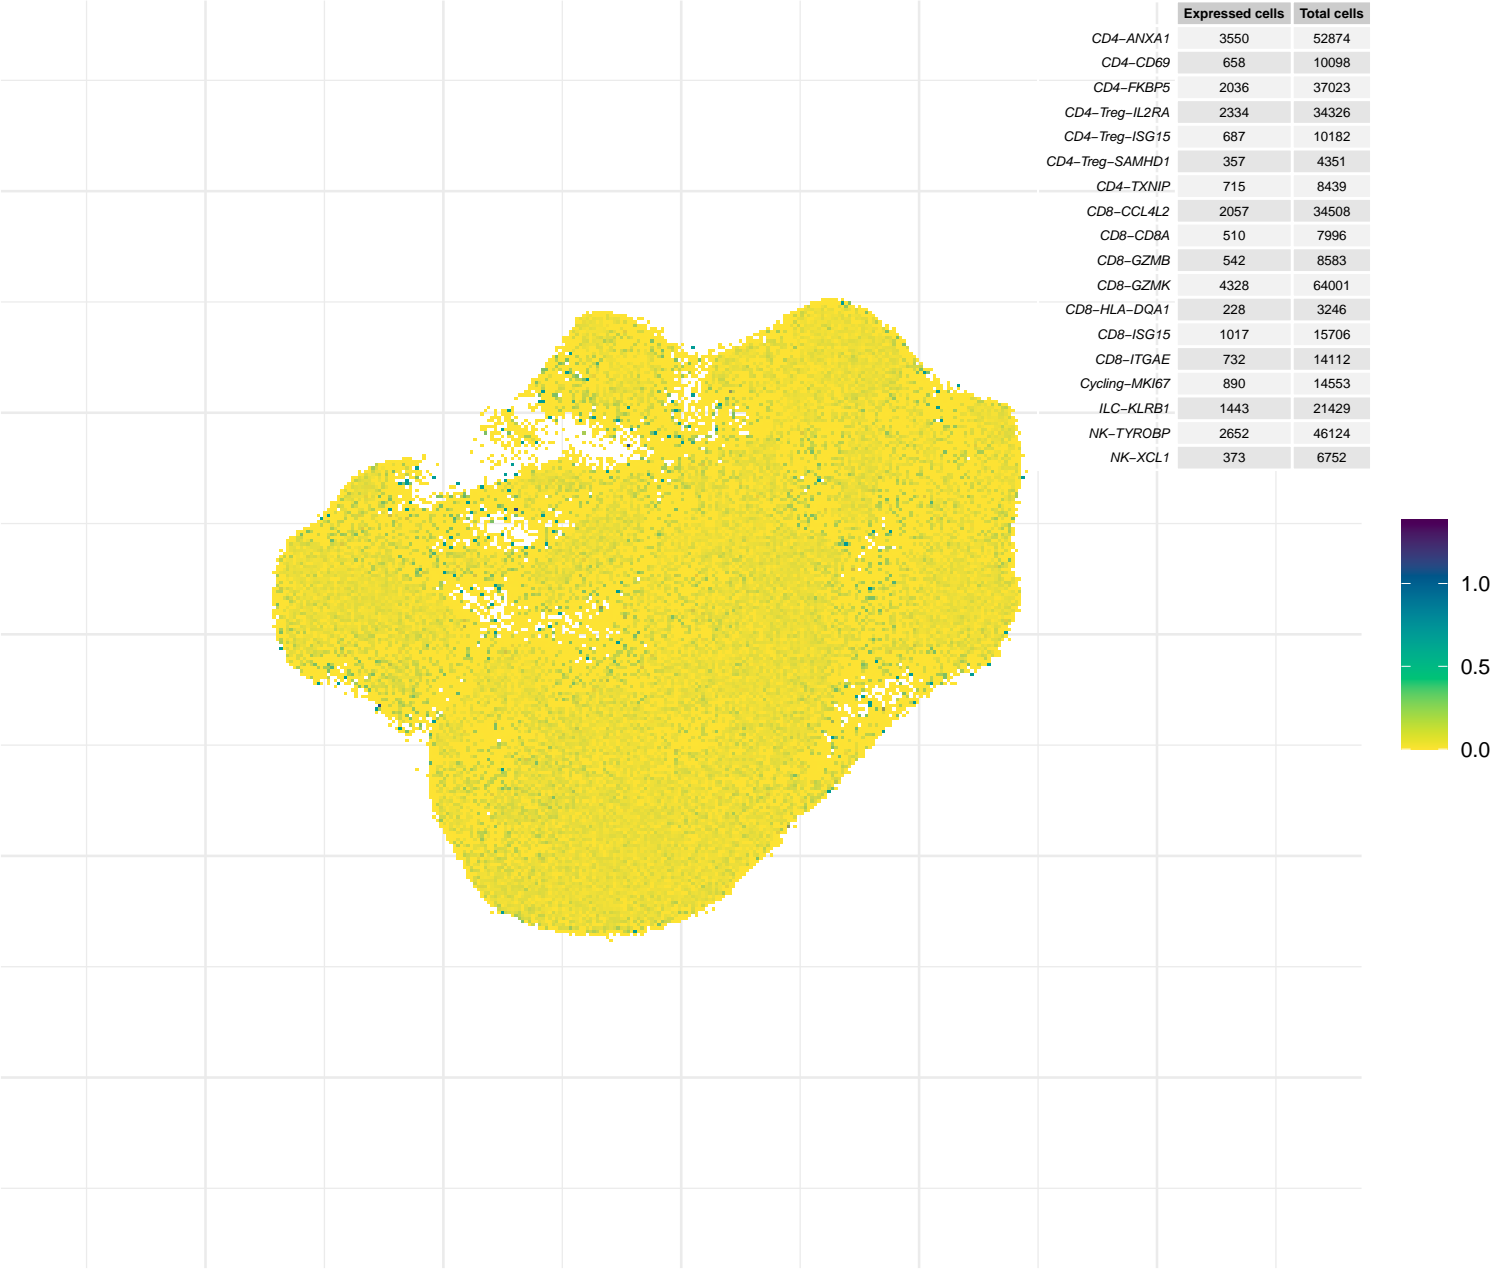 Expressed cells Total cells
CD4−ANXA1 3550 52874
CD4−CD69 658 10098
CD4−FKBP5 2036 37023
CD4−Treg−IL2RA 2334 34326
CD4−Treg−ISG15 687 10182
CD4−Treg−SAMHD1 357 4351
CD4−TXNIP 715 8439
CD8−CCL4L2 2057 34508
CD8−CD8A 510 7996
CD8−GZMB 542 8583
CD8−GZMK 4328 64001
CD8−HLA−DQA1 228 3246
CD8−ISG15 1017 15706
CD8−ITGAE 732 14112
Cycling−MKI67 890 14553
ILC−KLRB1 1443 21429
NK−TYROBP 2652 46124
NK−XCL1 373 6752
1.0
0.5
0.0